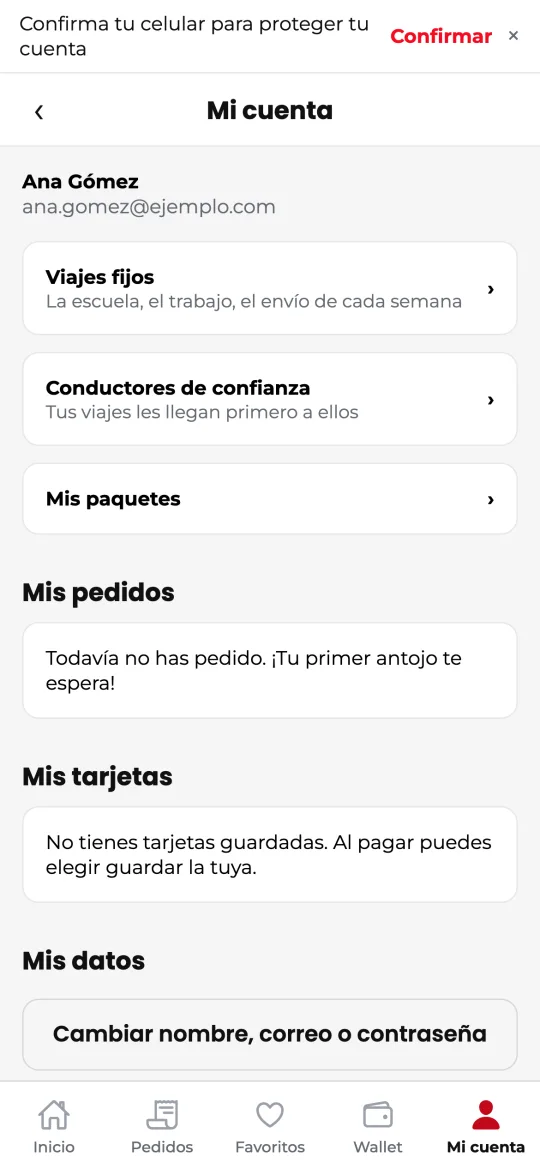 Confirma tu celular para proteger tu
cuenta
Confirmar ×
‹ Mi cuenta
Ana Gómez
ana.gomez@ejemplo.com
Viajes fijos
La escuela, el trabajo, el envío de cada semana
›
Conductores de confianza
Tus viajes les llegan primero a ellos
›
Mis paquetes ›
Mis pedidos
Todavía no has pedido. ¡Tu primer antojo te
espera!
Mis tarjetas
No tienes tarjetas guardadas. Al pagar puedes
elegir guardar la tuya.
Mis datos
Cambiar nombre, correo o contraseña
Inicio Pedidos Favoritos Wallet Mi cuenta